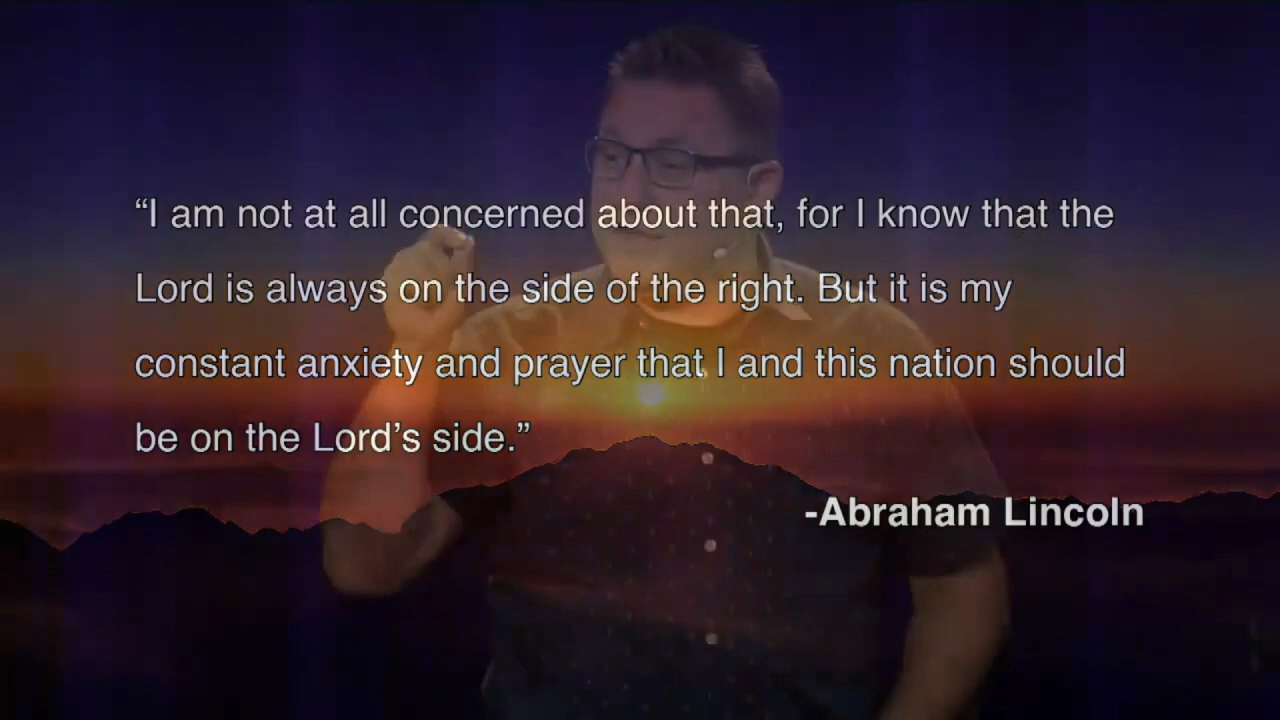 “I am not at all concerned about that, for I know that the
Lord is always on the side of the right. But it is my
constant anxiety and prayer that I and this nation should
be on the Lord’s side.”
-Abraham Lincoln